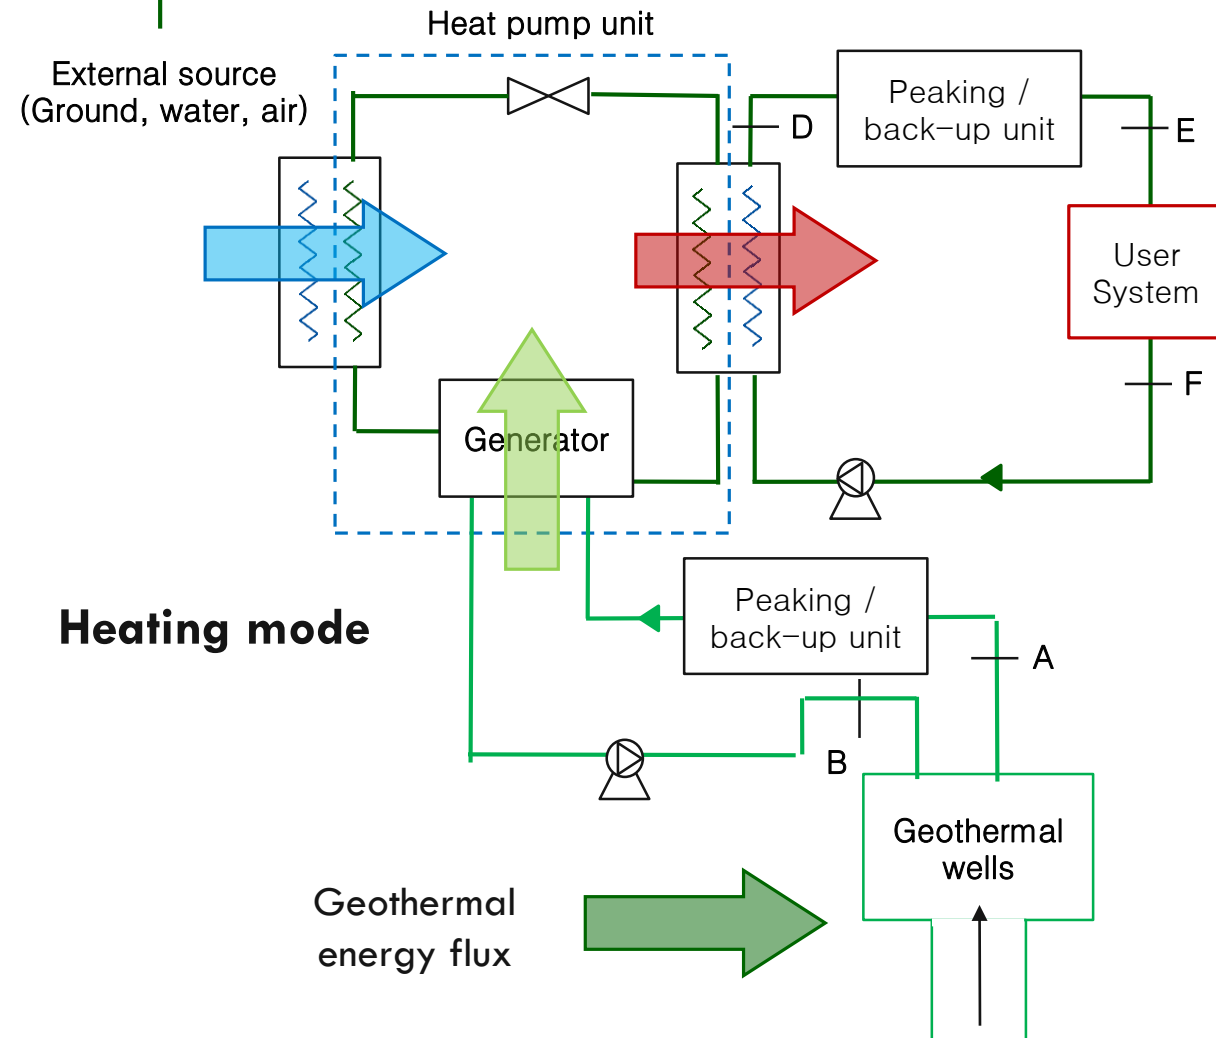 Heat pump unit
External source
(Ground, water, air)
Peaking /
back-up unit
D
E
User
System
F
Generator
Heating mode
Peaking /
back-up unit
A
B
Geothermal
wells
Geothermal
energy flux